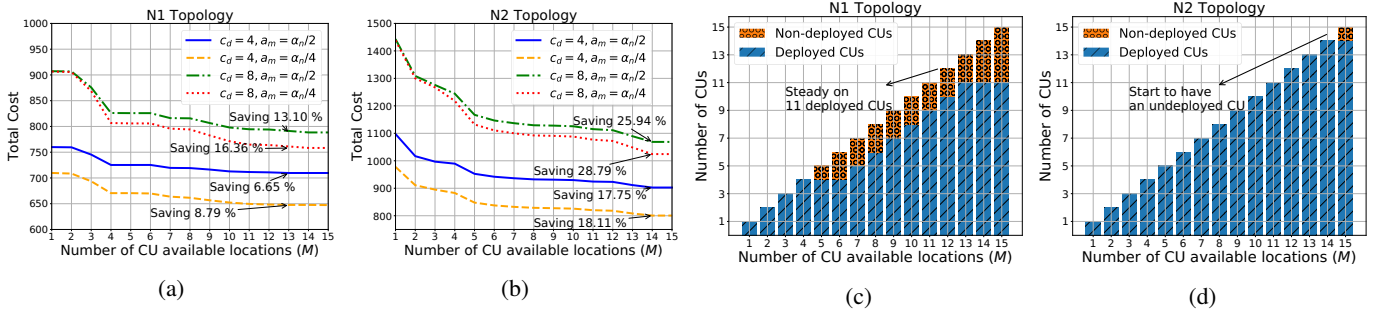 N1 Topology
1000
950
900
850
800
750
700
650
600
Total Cost
c_d = 4, a_m = α_n/2
c_d = 4, a_m = α_n/4
c_d = 8, a_m = α_n/2
c_d = 8, a_m = α_n/4
Saving 13.10 %
Saving 16.36 %
Saving 6.65 %
Saving 8.79 %
1 2 3 4 5 6 7 8 9 10 11 12 13 14 15
Number of CU available locations (M)
(a)
N2 Topology
1500
1400
1300
1200
1100
1000
900
800
Total Cost
c_d = 4, a_m = α_n/2
c_d = 4, a_m = α_n/4
c_d = 8, a_m = α_n/2
c_d = 8, a_m = α_n/4
Saving 25.94 %
Saving 28.79 %
Saving 17.75 %
Saving 18.11 %
1 2 3 4 5 6 7 8 9 10 11 12 13 14 15
Number of CU available locations (M)
(b)
N1 Topology
15
13
11
9
7
5
3
1
Number of CUs
Non-deployed CUs
Deployed CUs
Steady on
11 deployed CUs
1 2 3 4 5 6 7 8 9 10 11 12 13 14 15
Number of CU available locations (M)
(c)
N2 Topology
15
13
11
9
7
5
3
1
Number of CUs
Non-deployed CUs
Deployed CUs
Start to have
an undeployed CU
1 2 3 4 5 6 7 8 9 10 11 12 13 14 15
Number of CU available locations (M)
(d)